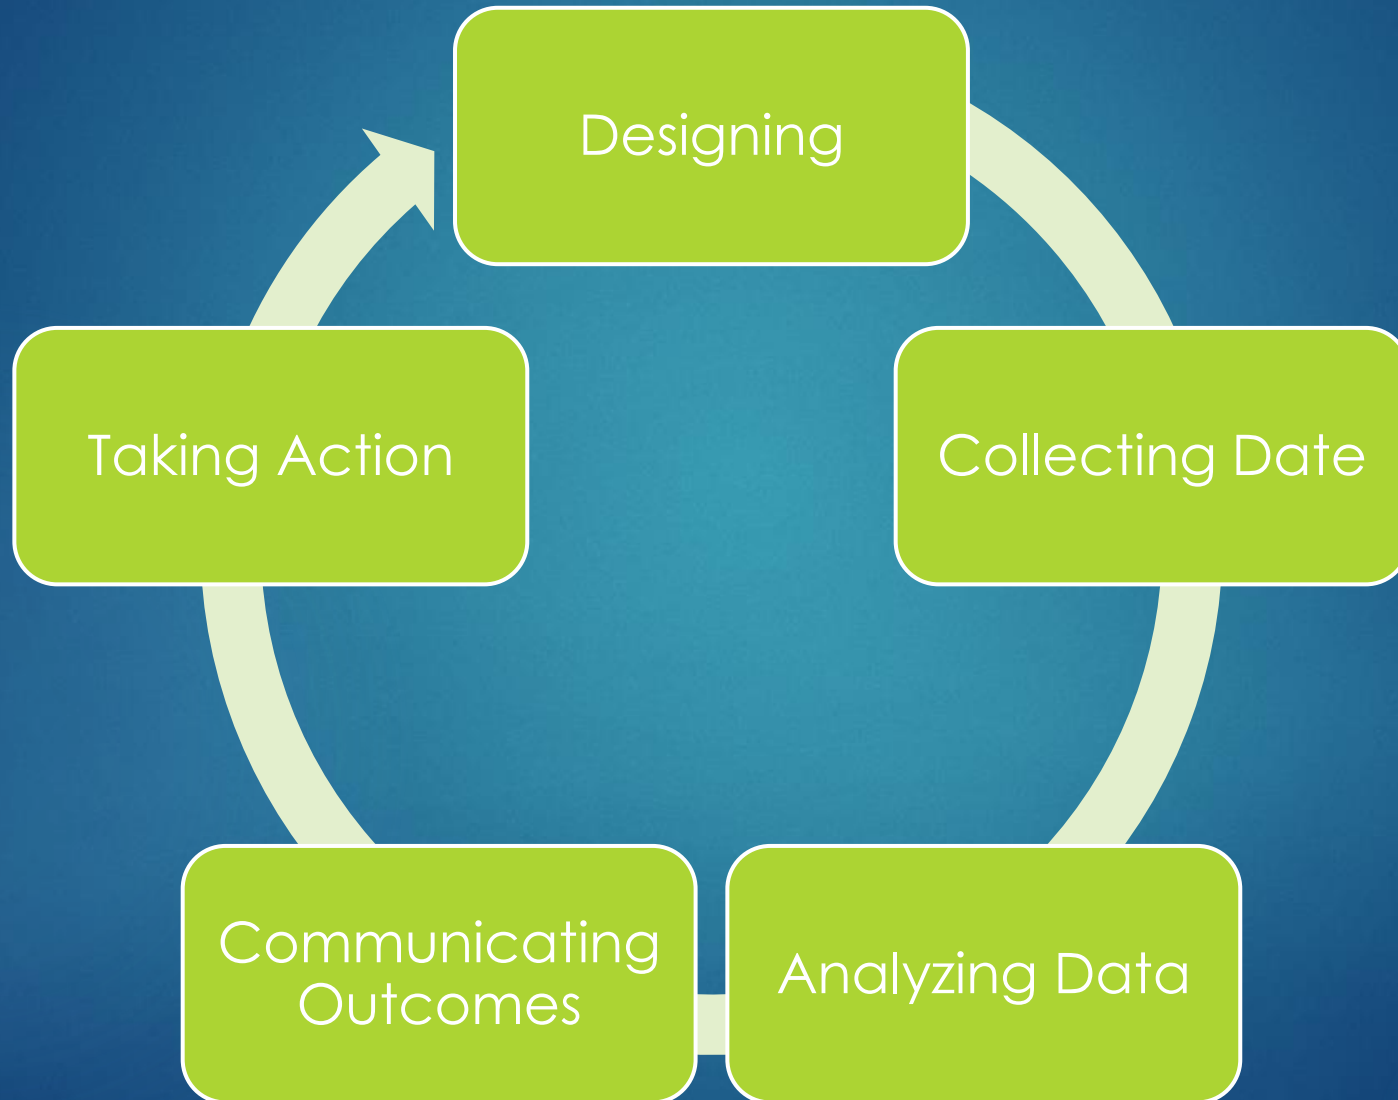 Designing
Collecting Date
Analyzing Data
Communicating
Outcomes
Taking Action